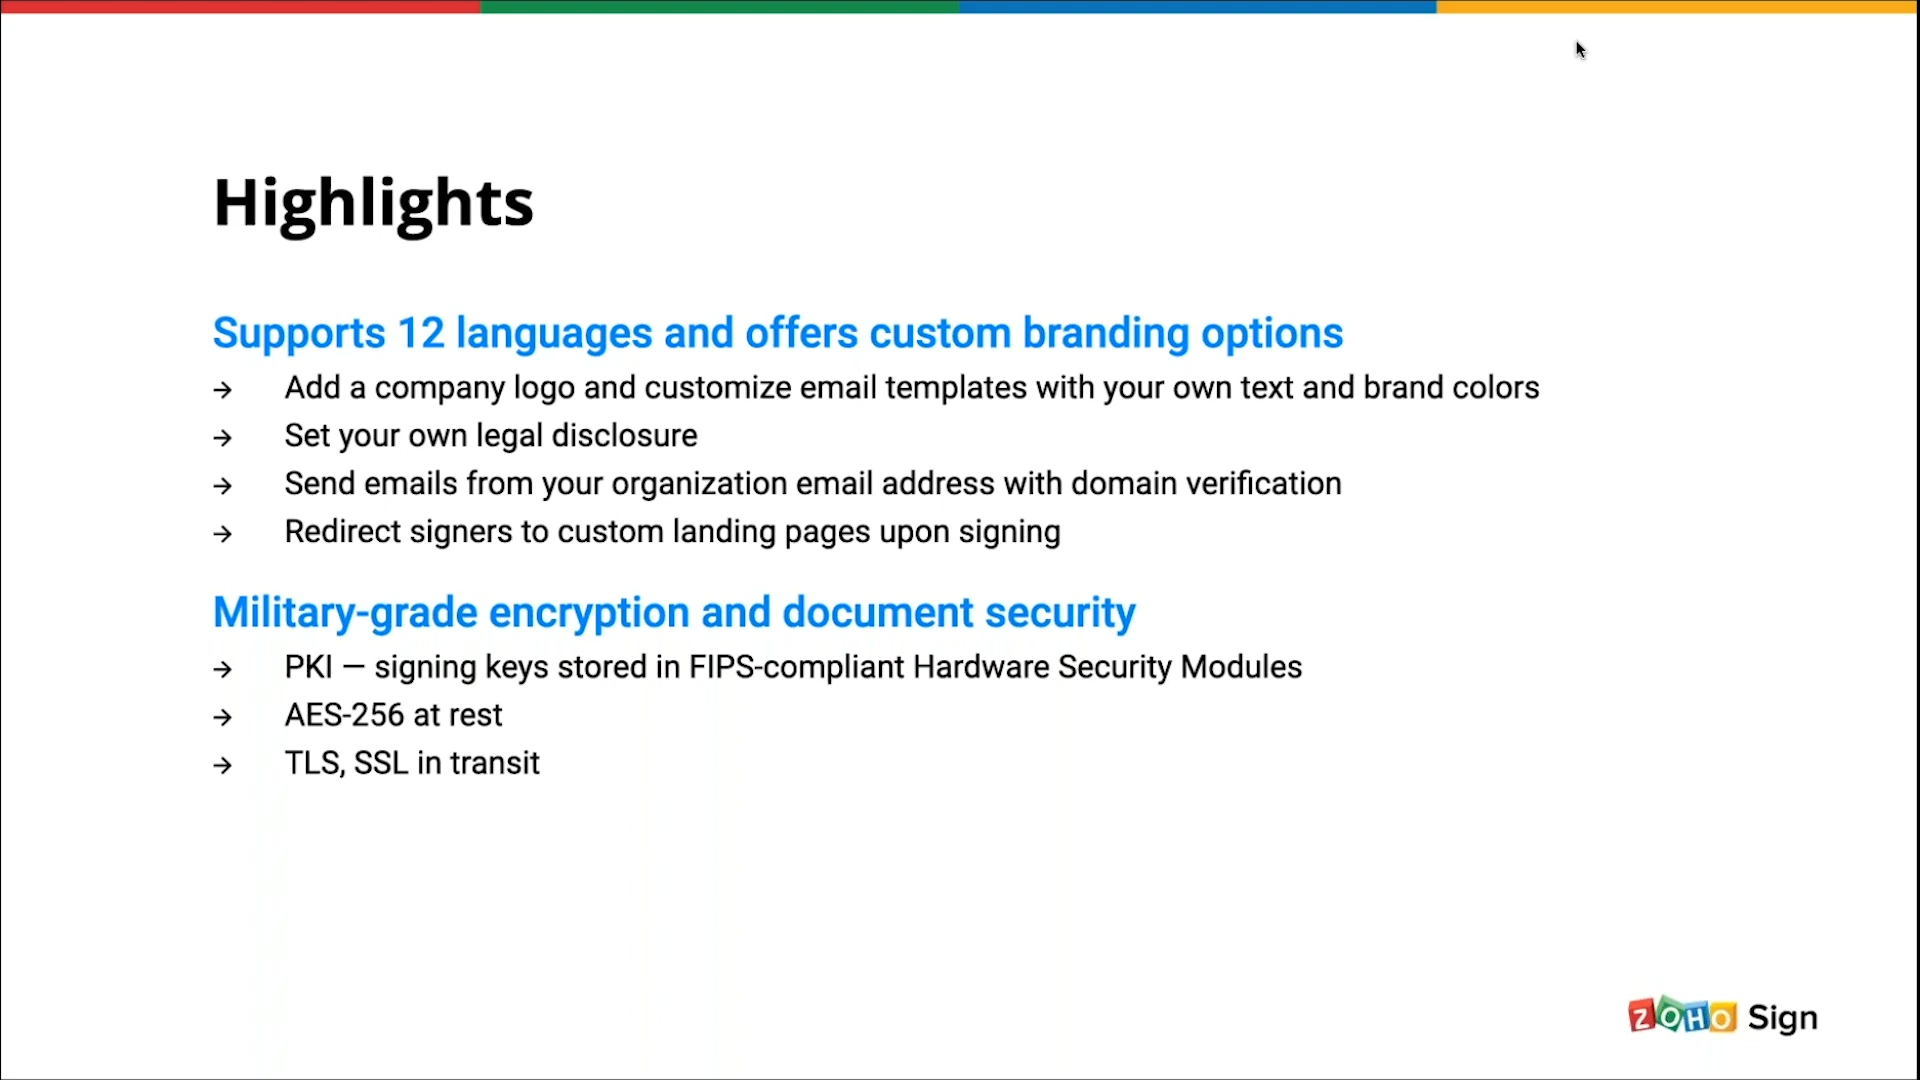 Highlights
Supports 12 languages and offers custom branding options
→ Add a company logo and customize email templates with your own text and brand colors
→ Set your own legal disclosure
→ Send emails from your organization email address with domain verification
→ Redirect signers to custom landing pages upon signing
Military-grade encryption and document security
→ PKI — signing keys stored in FIPS-compliant Hardware Security Modules
→ AES-256 at rest
→ TLS, SSL in transit
ZOHO Sign